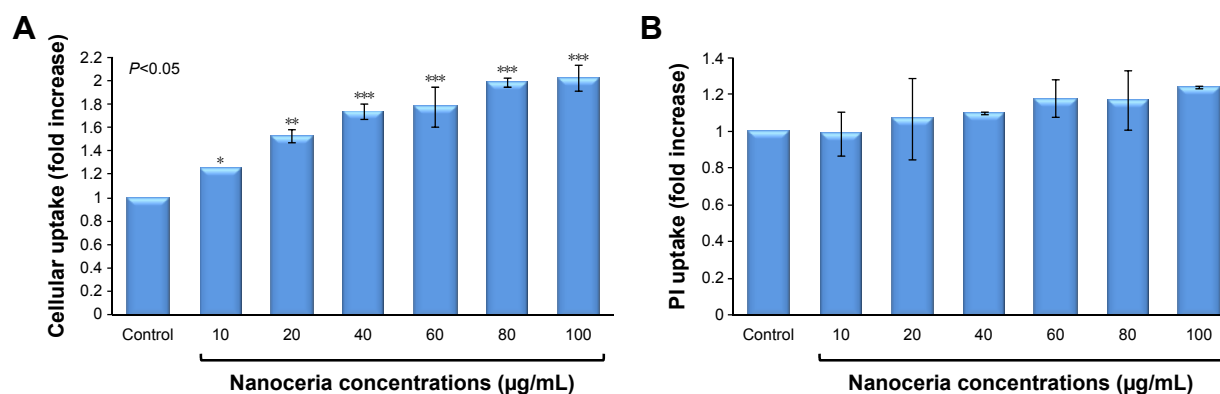 A
Cellular uptake (fold increase)
2.2
2
1.8
1.6
1.4
1.2
1
0.8
0.6
0.4
0.2
0
P<0.05
*
**
***
***
***
***
Control 10 20 40 60 80 100
Nanoceria concentrations (µg/mL)
B
PI uptake (fold increase)
1.4
1.2
1
0.8
0.6
0.4
0.2
0
Control 10 20 40 60 80 100
Nanoceria concentrations (µg/mL)